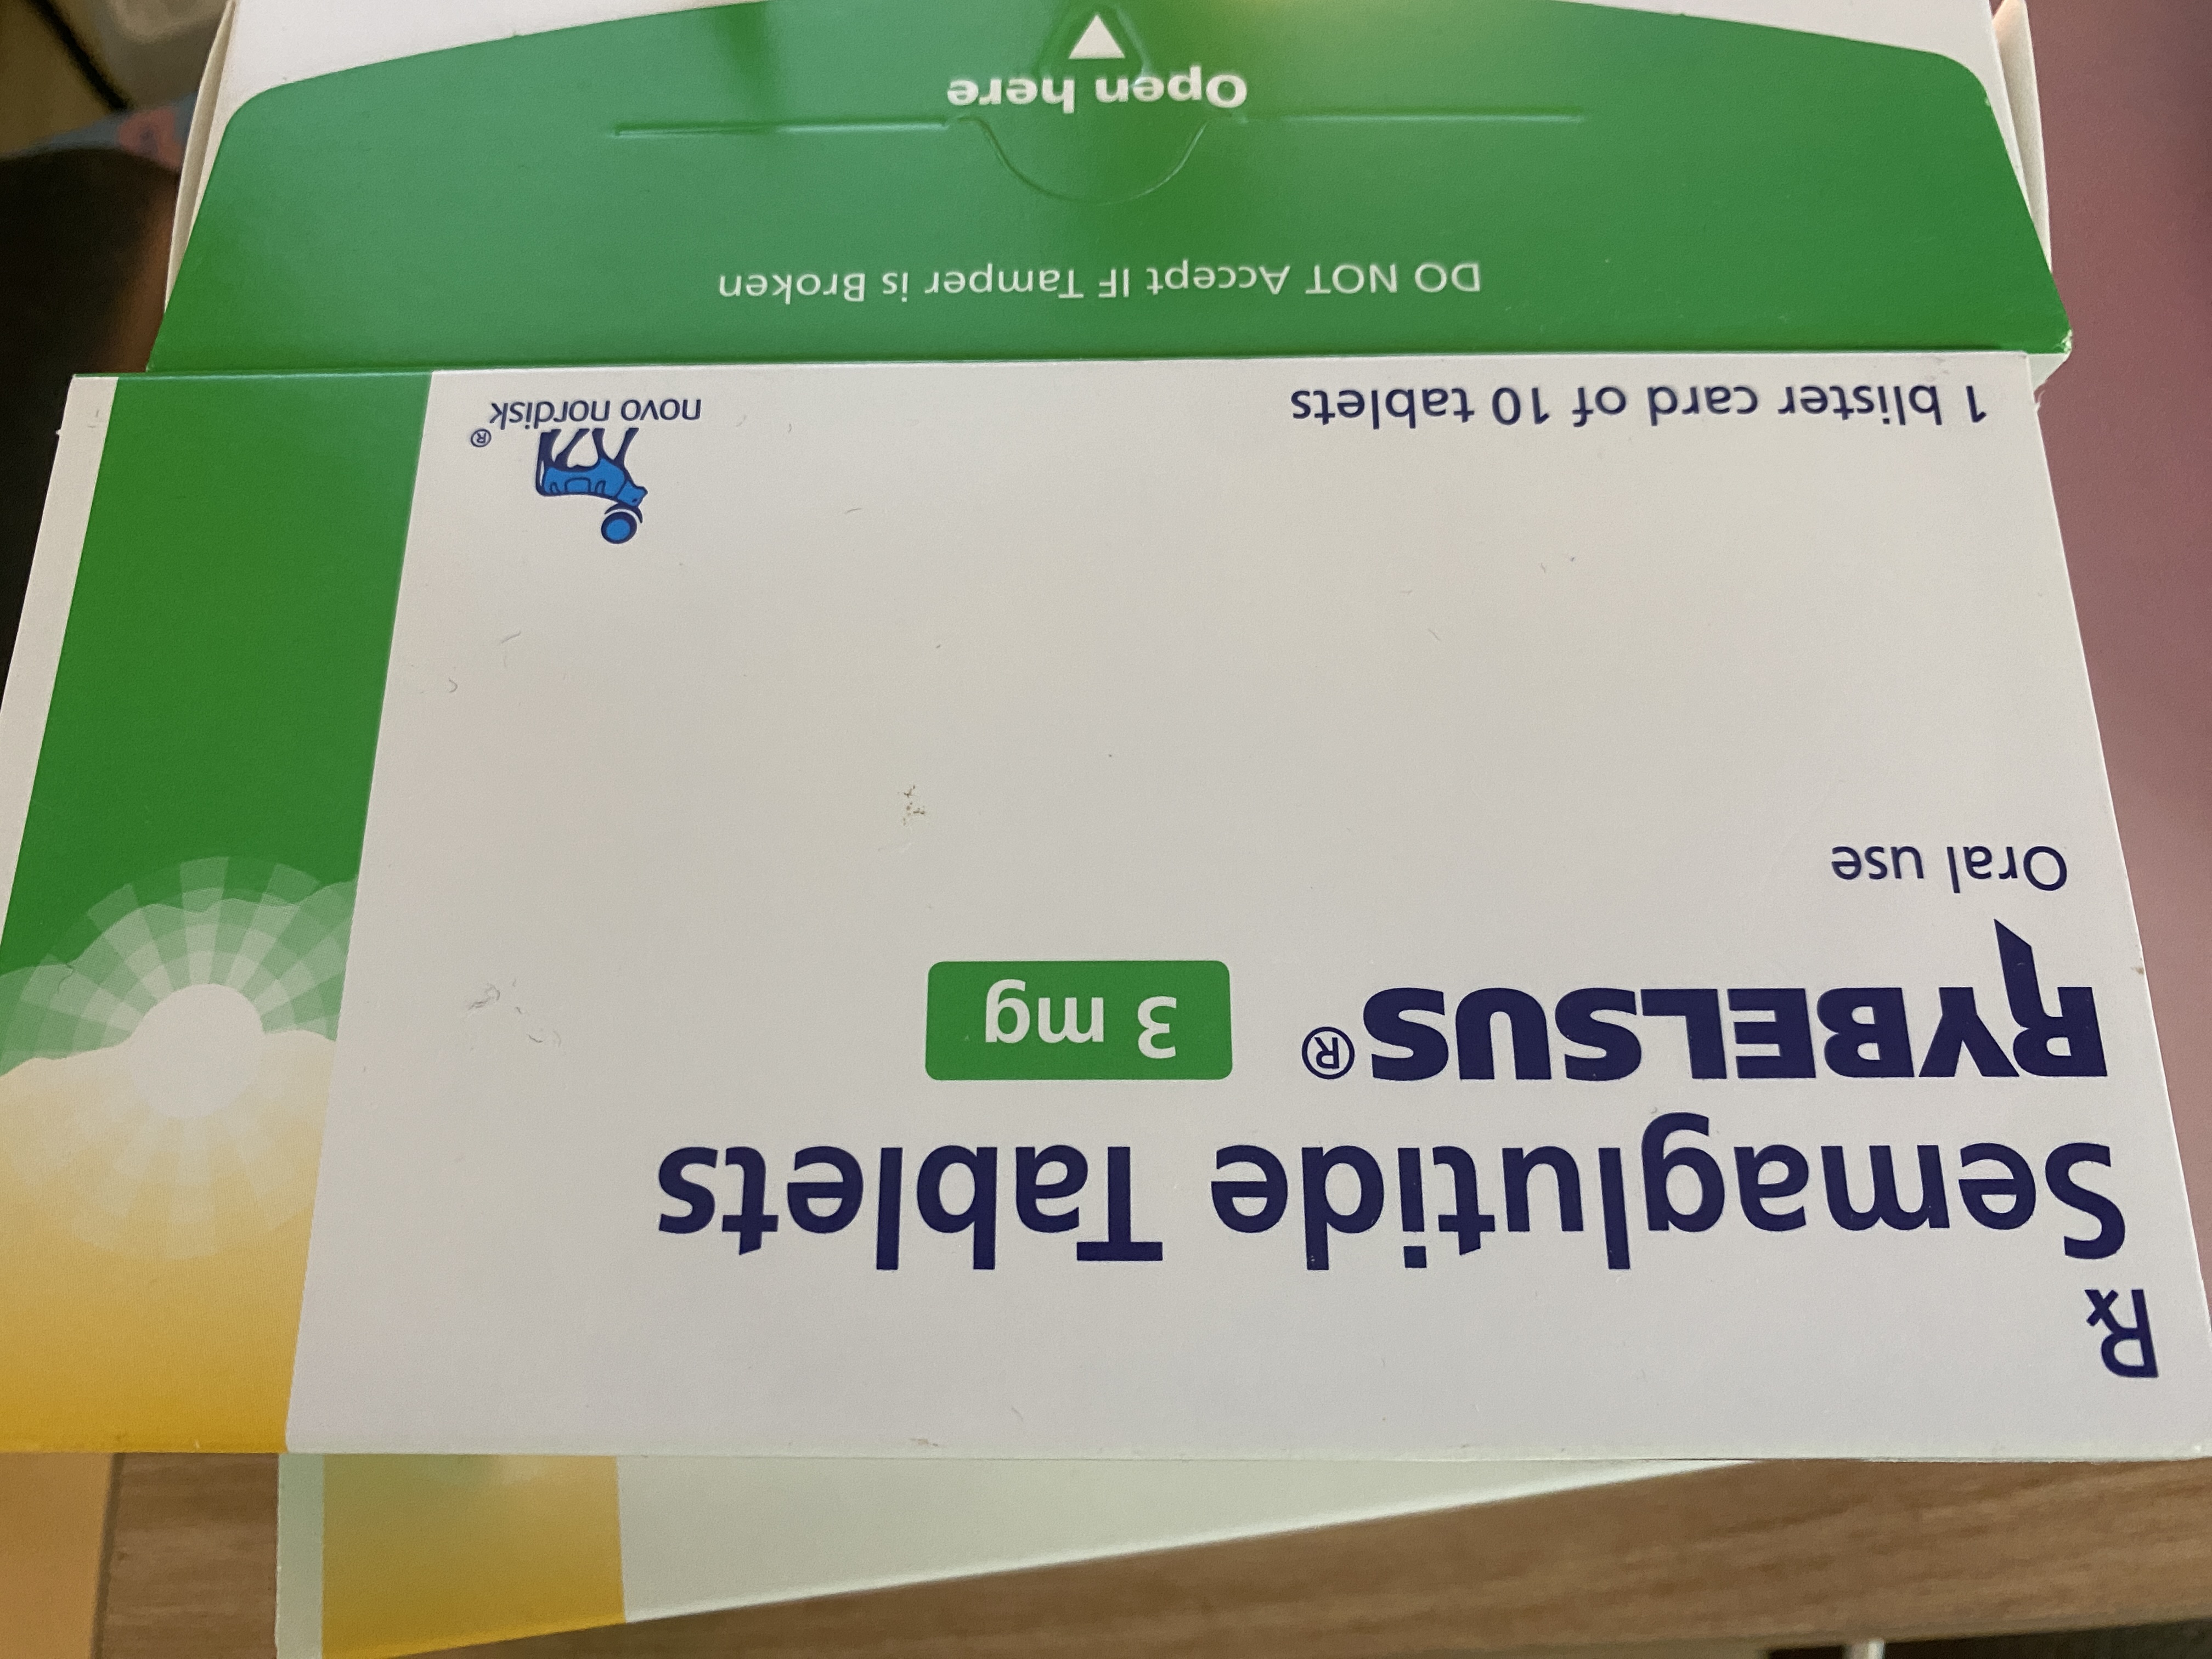 Rx
Semaglutide Tablets
RYBELSUS® 3 mg
Oral use
1 blister card of 10 tablets
novo nordisk®
DO NOT Accept IF Tamper is Broken
Open here